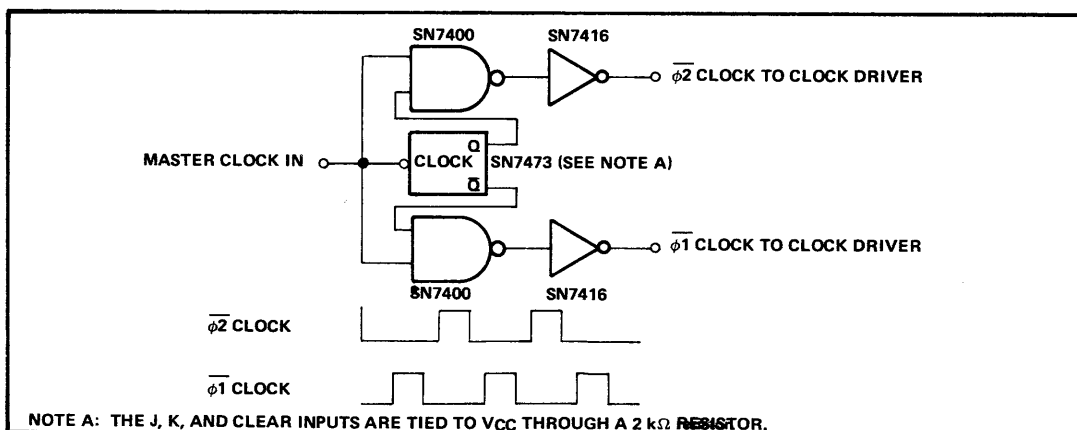 SN7400
SN7416
φ2 CLOCK TO CLOCK DRIVER
Q
MASTER CLOCK IN
CLOCK
SN7473 (SEE NOTE A)
Q
φ1 CLOCK TO CLOCK DRIVER
SN7400
SN7416
φ2 CLOCK
φ1 CLOCK
NOTE A: THE J, K, AND CLEAR INPUTS ARE TIED TO VCC THROUGH A 2 kΩ RESISTOR.